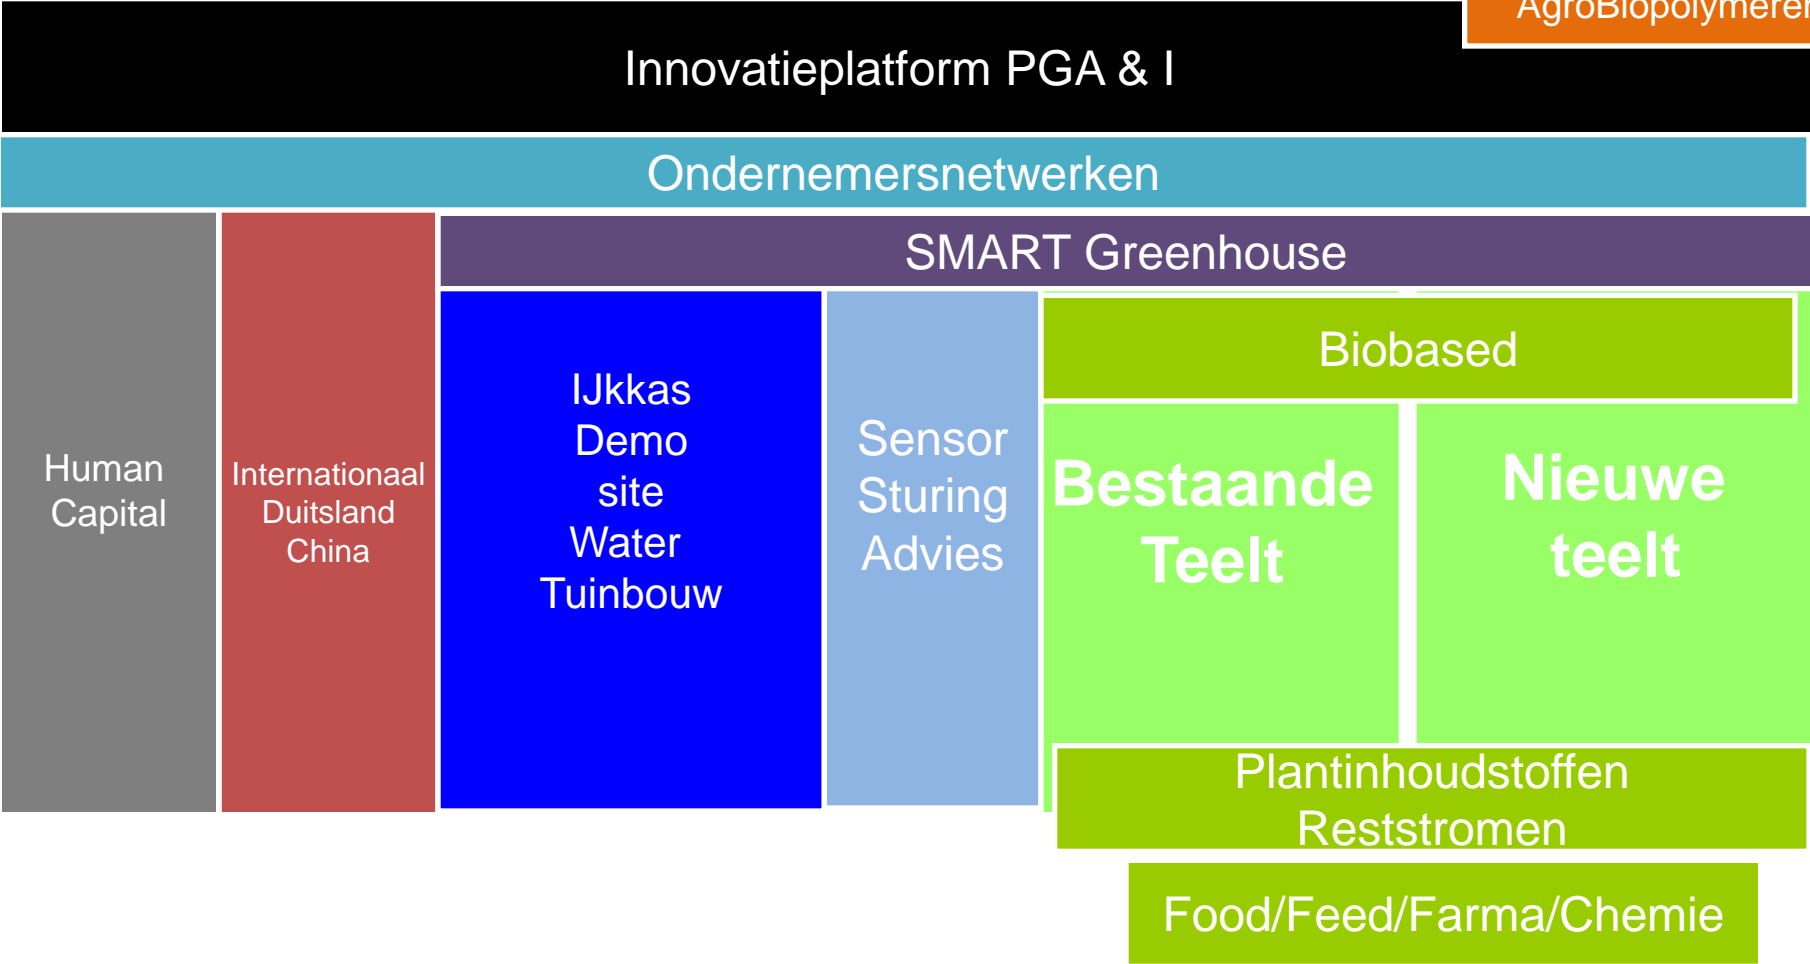 AgroBiopolymeren
Innovatieplatform PGA & I
Ondernemersnetwerken
SMART Greenhouse
Human
Capital
Internationaal
Duitsland
China
IJkkas
Demo
site
Water
Tuinbouw
Sensor
Sturing
Advies
Biobased
Bestaande
Teelt
Nieuwe
teelt
Plantinhoudstoffen
Reststromen
Food/Feed/Farma/Chemie